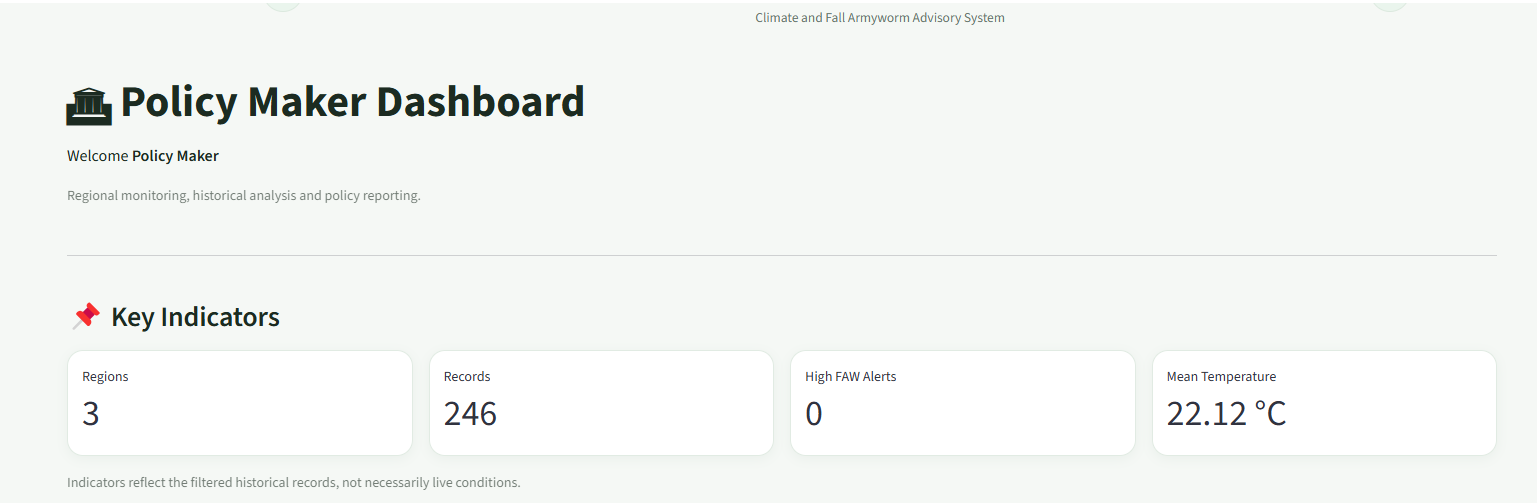 Climate and Fall Armyworm Advisory System
Policy Maker Dashboard
Welcome Policy Maker
Regional monitoring, historical analysis and policy reporting.
Key Indicators
Regions
3
Records
246
High FAW Alerts
0
Mean Temperature
22.12 °C
Indicators reflect the filtered historical records, not necessarily live conditions.